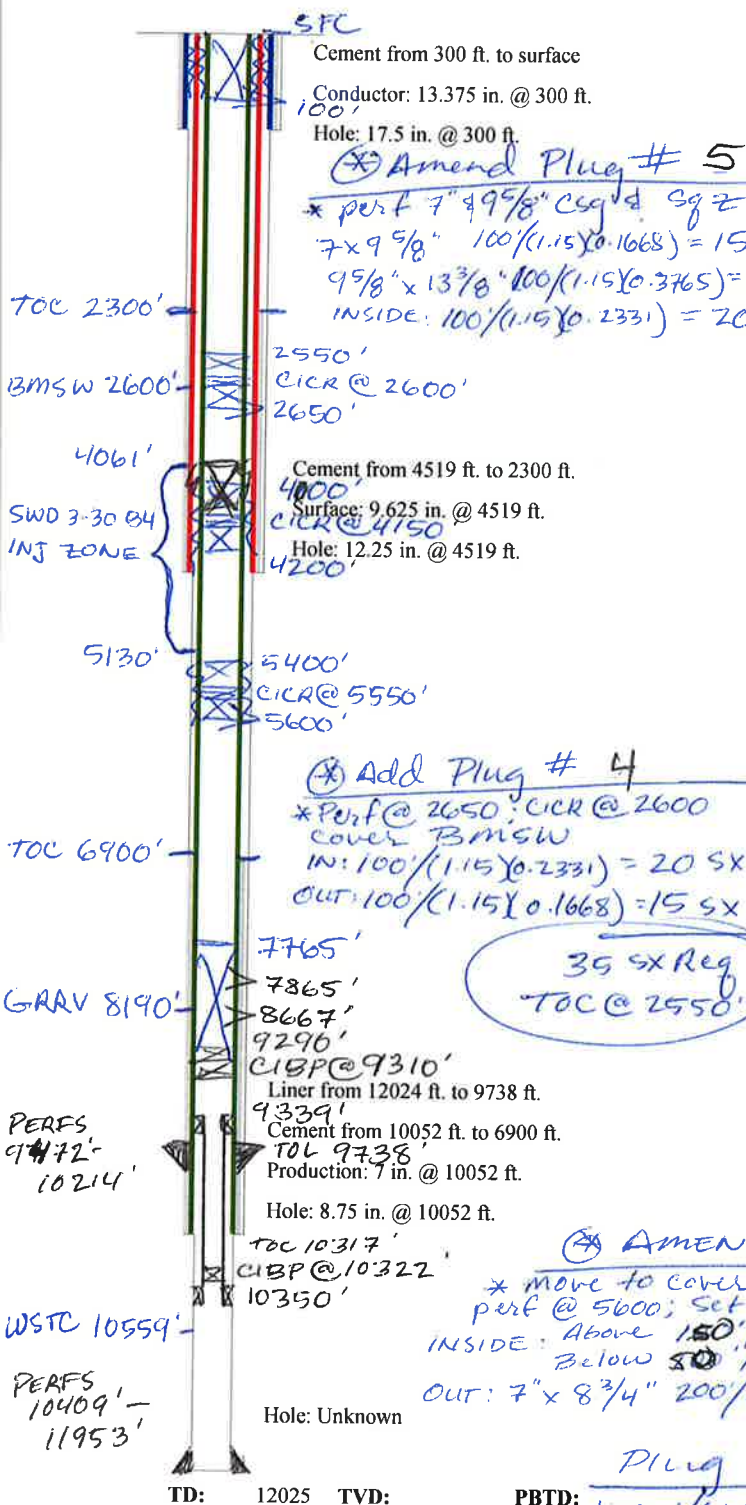 SFC
Cement from 300 ft. to surface
Conductor: 13.375 in. @ 300 ft.
100'
Hole: 17.5 in. @ 300 ft.
* Amend Plug # 5
* perf 7" & 9 5/8" csg & sqz
7 x 9 5/8" 100'/(1.15)(0.1668) = 15
9 5/8" x 13 3/8" 100/(1.15)(0.3765) =
INSIDE: 100'/(1.15)(0.2331) = 20
TOC 2300'
2550'
BMSW 2600'
CICR @ 2600'
2650'
4061'
Cement from 4519 ft. to 2300 ft.
4000'
Surface: 9.625 in. @ 4519 ft.
SWD 3-30 B4
CICR @ 4150'
INJ ZONE
Hole: 12.25 in. @ 4519 ft.
4200'
5130'
5400'
CICR @ 5550'
5600'
* Add Plug # 4
* Perf @ 2650'; CICR @ 2600
cover BMSW
TOC 6900'
IN: 100'/(1.15)(0.2331) = 20 SX
OUT: 100'/(1.15)(0.1668) = 15 SX
7765'
35 SX Req
TOC @ 2550'
7865'
GRRV 8190'
8667'
9296'
CIBP @ 9310'
Liner from 12024 ft. to 9738 ft.
9339'
PERFS
Cement from 10052 ft. to 6900 ft.
9472'-
TOL 9738'
10214'
Production: 7 in. @ 10052 ft.
Hole: 8.75 in. @ 10052 ft.
TOC 10317'
* AMEN
CIBP @ 10322
10350'
* move to cover
perf @ 5600; set
WSTC 10559'
INSIDE: Above 150'
Below 50'
PERFS
10409'-
11953'
OUT: 7" x 8 3/4" 200'/
Hole: Unknown
Plug
TD: 12025 TVD: PBTD: